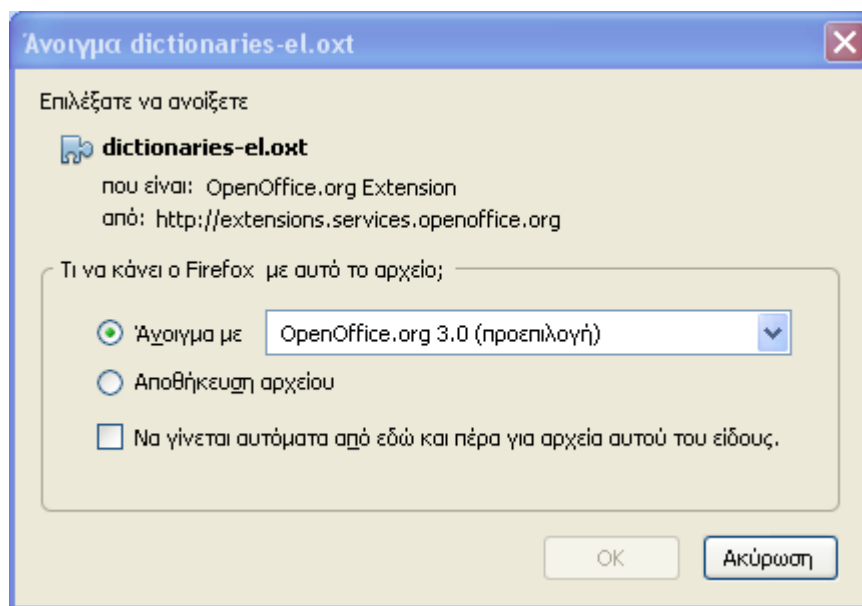 Άνοιγμα dictionaries-el.oxt
Επιλέξατε να ανοίξετε
dictionaries-el.oxt
που είναι: OpenOffice.org Extension
από: http://extensions.services.openoffice.org
Τι να κάνει ο Firefox με αυτό το αρχείο;
Άνοιγμα με OpenOffice.org 3.0 (προεπιλογή)
Αποθήκευση αρχείου
Να γίνεται αυτόματα από εδώ και πέρα για αρχεία αυτού του είδους.
OK Ακύρωση